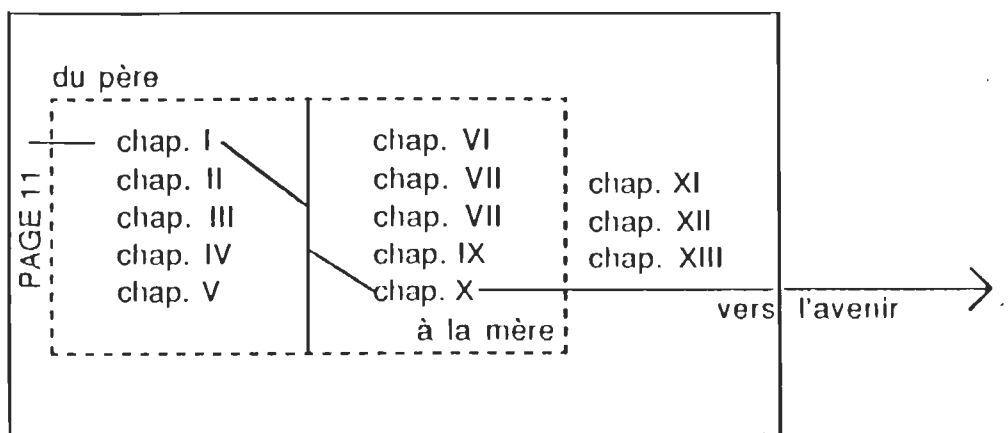 du père
PAGE 11
chap. I
chap. II
chap. III
chap. IV
chap. V
chap. VI
chap. VII
chap. VII
chap. IX
chap. X
à la mère
chap. XI
chap. XII
chap. XIII
vers l'avenir